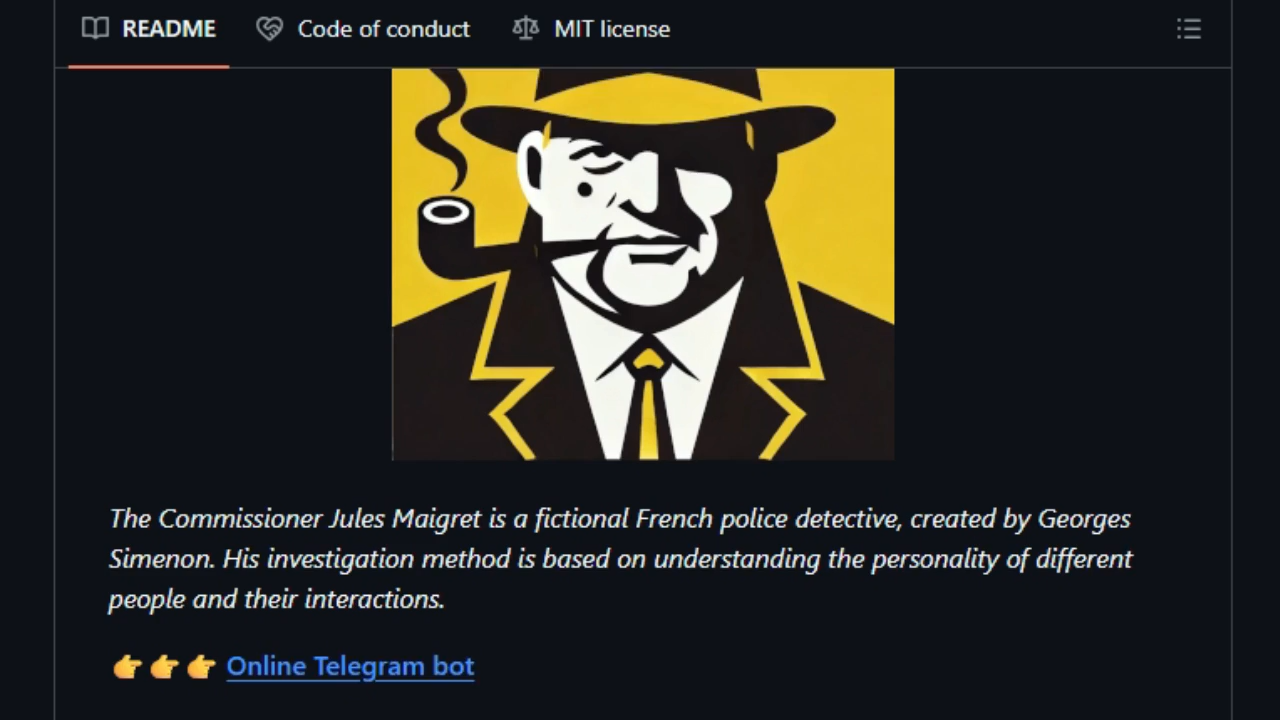 README Code of conduct MIT license
The Commissioner Jules Maigret is a fictional French police detective, created by Georges
Simenon. His investigation method is based on understanding the personality of different
people and their interactions.
👉👉👉 Online Telegram bot